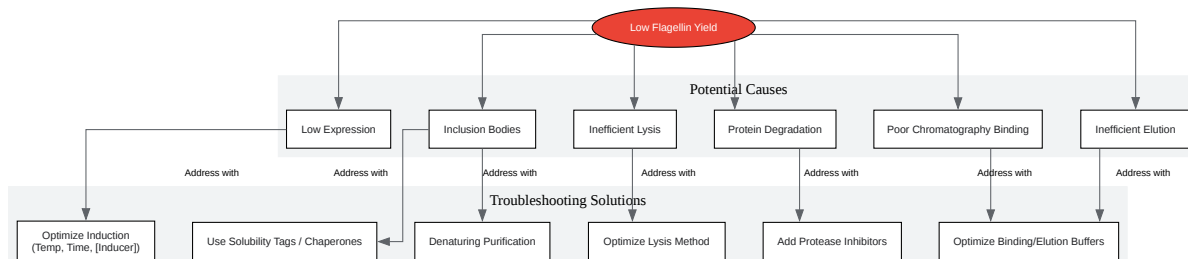 Low Flagellin Yield
Potential Causes
Low Expression
Inclusion Bodies
Inefficient Lysis
Protein Degradation
Poor Chromatography Binding
Inefficient Elution
Address with
Address with
Address with
Address with
Address with
Address with
Address with
Troubleshooting Solutions
Optimize Induction
(Temp, Time, [Inducer])
Use Solubility Tags / Chaperones
Denaturing Purification
Optimize Lysis Method
Add Protease Inhibitors
Optimize Binding/Elution Buffers